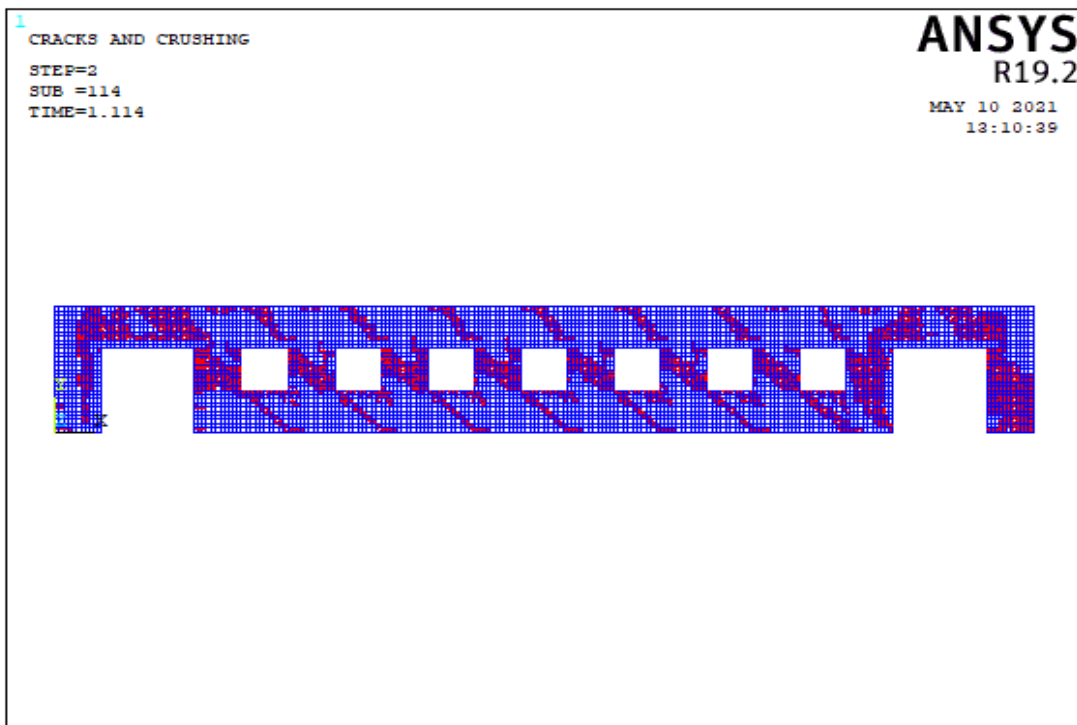 1
CRACKS AND CRUSHING
STEP=2
SUB =114
TIME=1.114
ANSYS
R19.2
MAY 10 2021
13:10:39
Y
X